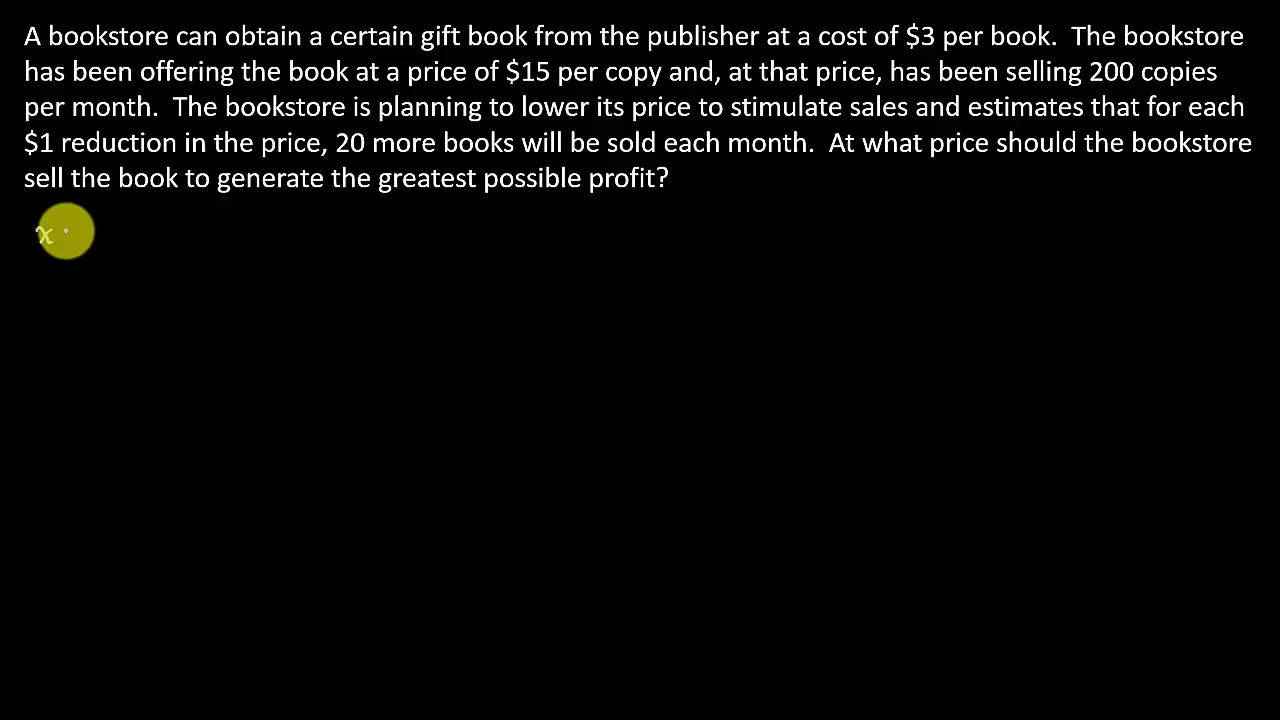 A bookstore can obtain a certain gift book from the publisher at a cost of $3 per book.  The bookstore
has been offering the book at a price of $15 per copy and, at that price, has been selling 200 copies
per month.  The bookstore is planning to lower its price to stimulate sales and estimates that for each
$1 reduction in the price, 20 more books will be sold each month.  At what price should the bookstore
sell the book to generate the greatest possible profit?
x